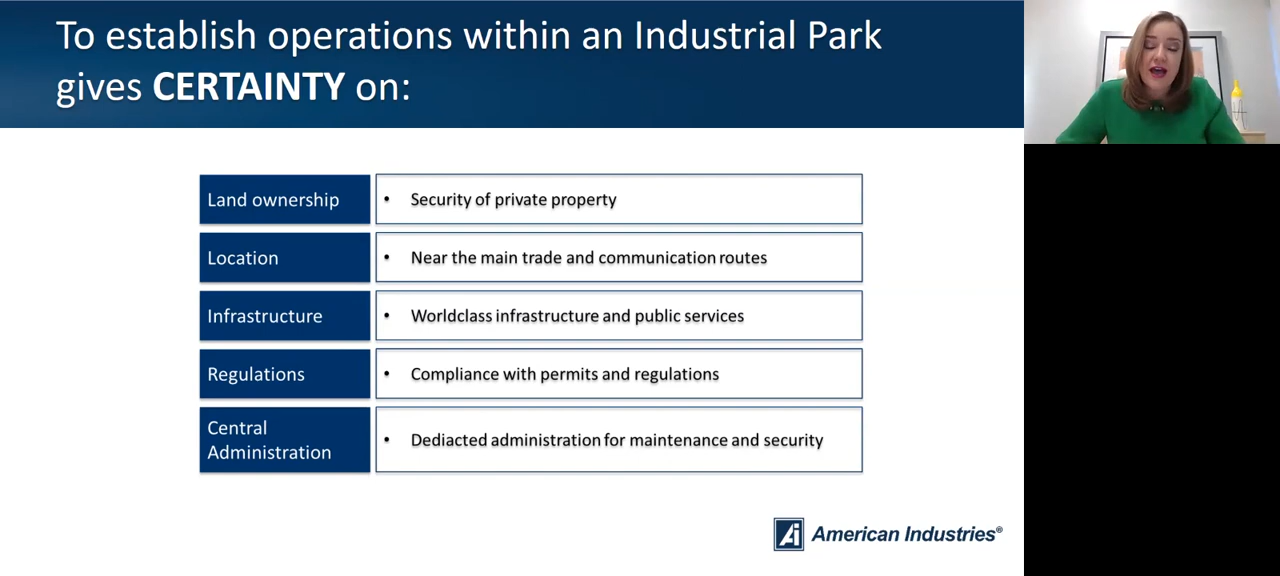 To establish operations within an Industrial Park
gives CERTAINTY on:
Land ownership
• Security of private property
Location
• Near the main trade and communication routes
Infrastructure
• Worldclass infrastructure and public services
Regulations
• Compliance with permits and regulations
Central
Administration
• Dediacted administration for maintenance and security
Ai American Industries®